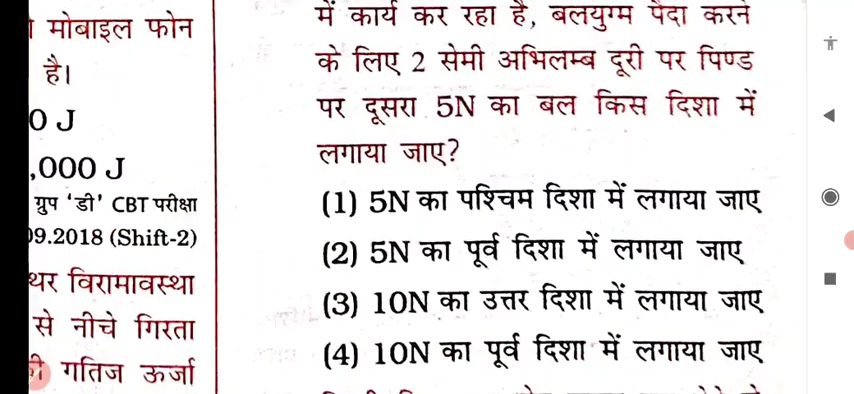 मोबाइल फोन
है।
0 J
,000 J
ग्रुप ‘डी’ CBT परीक्षा
09.2018 (Shift-2)
थर विरामावस्था
से नीचे गिरता
की गतिज ऊर्जा
में कार्य कर रहा है, बलयुग्म पैदा करने
के लिए 2 सेमी अभिलम्ब दूरी पर पिण्ड
पर दूसरा 5N का बल किस दिशा में
लगाया जाए?
(1) 5N का पश्चिम दिशा में लगाया जाए
(2) 5N का पूर्व दिशा में लगाया जाए
(3) 10N का उत्तर दिशा में लगाया जाए
(4) 10N का पूर्व दिशा में लगाया जाए